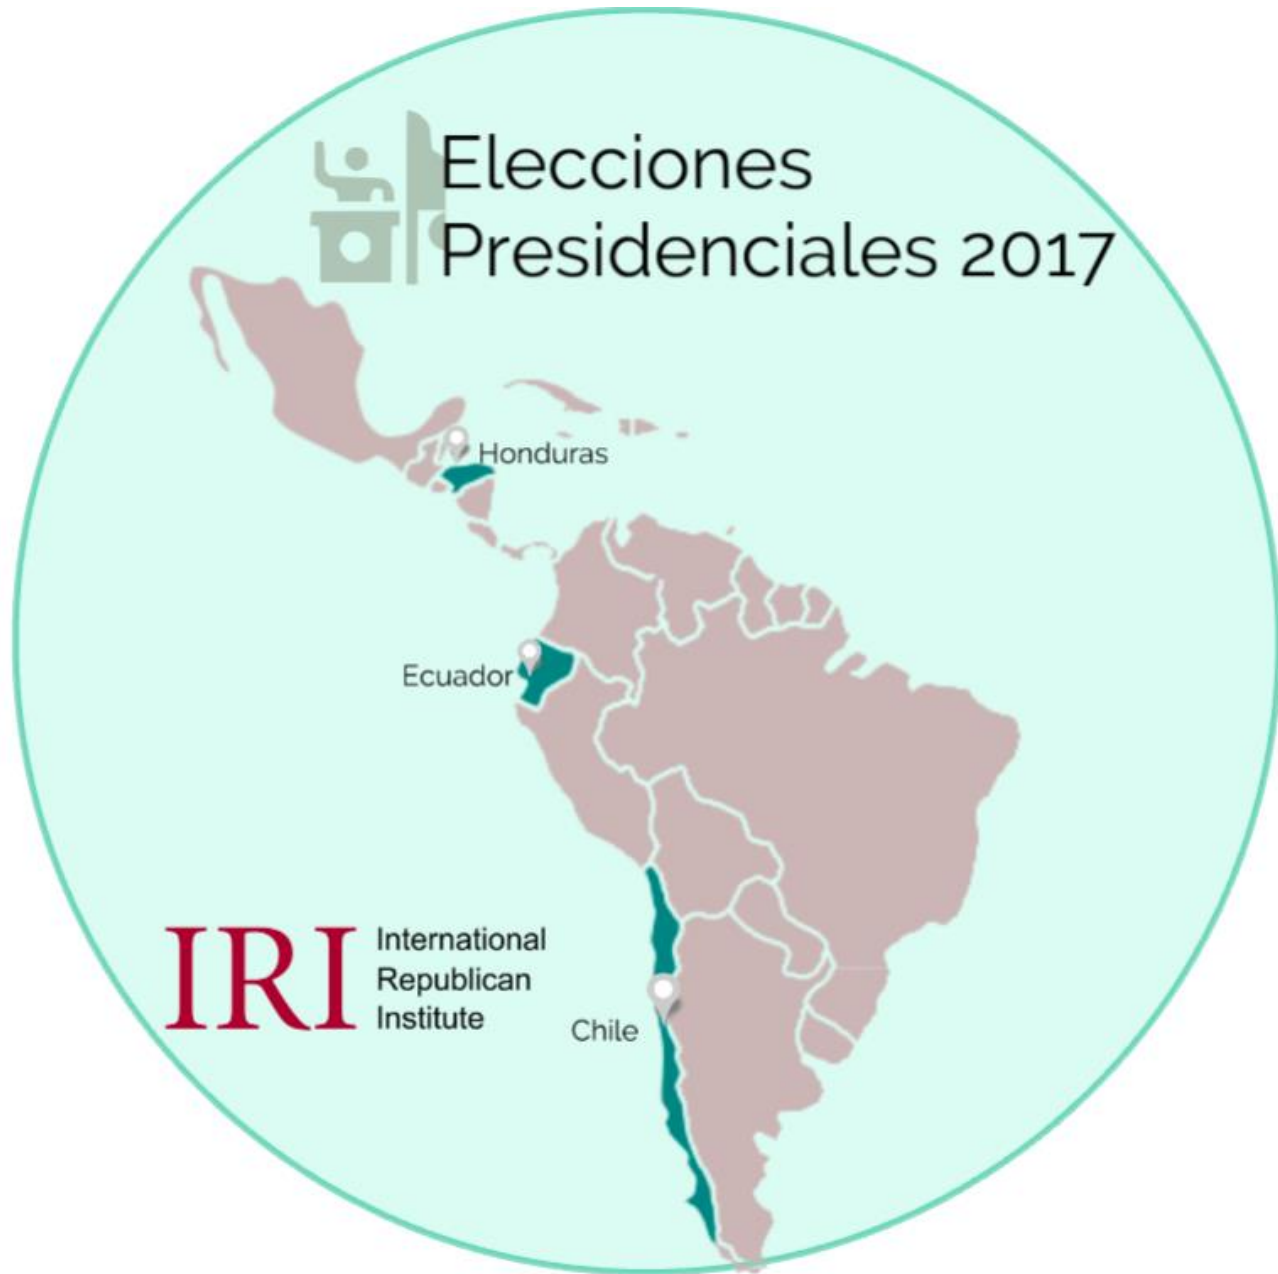 Elecciones
Presidenciales 2017
Honduras
Ecuador
IRI
International
Republican
Institute
Chile